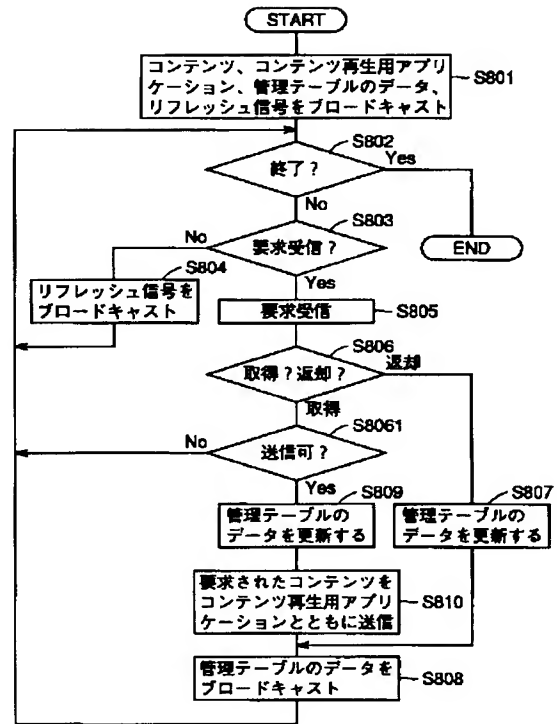 START
コンテンツ、コンテンツ再生用アプリ
ケーション、管理テーブルのデータ、
リフレッシュ信号をブロードキャスト
S801
S802
終了？
Yes
No
END
S803
要求受信？
No
Yes
S804
リフレッシュ信号を
ブロードキャスト
要求受信
S805
S806
取得？返却？
返却
取得
S8061
送信可？
No
Yes
S809
管理テーブルの
データを更新する
S807
管理テーブルの
データを更新する
要求されたコンテンツを
コンテンツ再生用アプリ
ケーションとともに送信
S810
管理テーブルのデータを
ブロードキャスト
S808